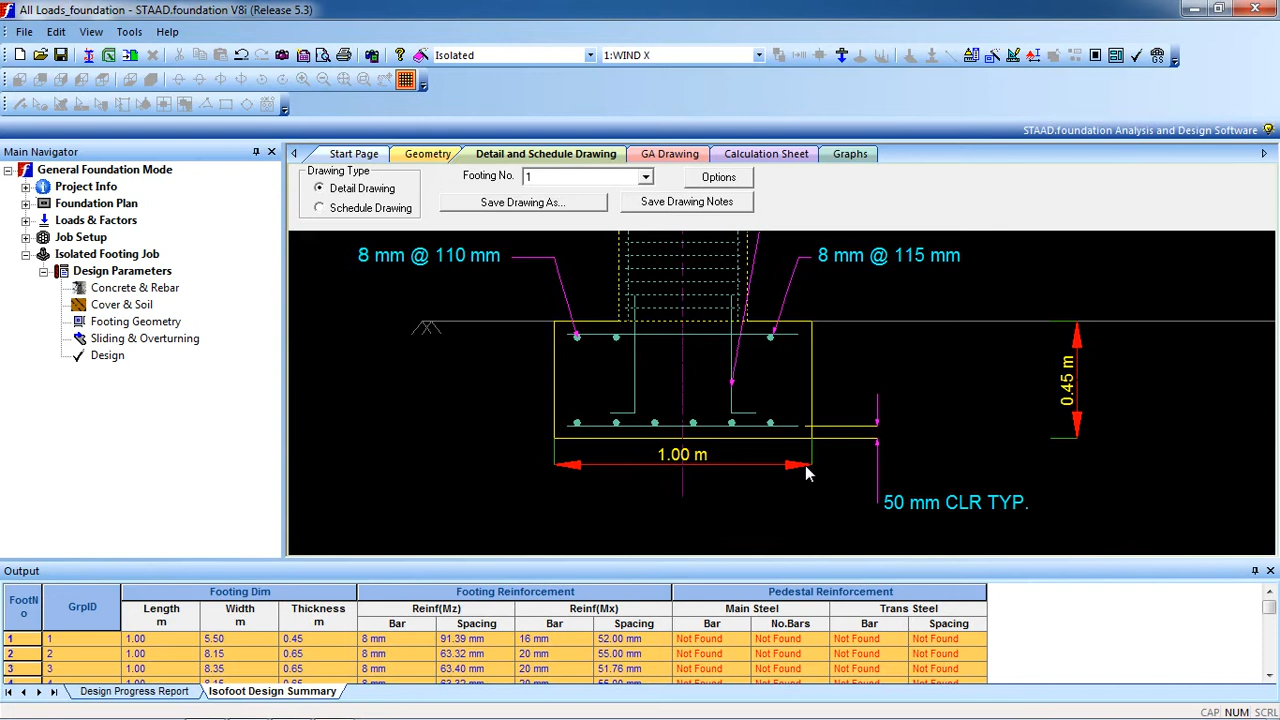 All Loads_foundation - STAAD.foundation V8i (Release 5.3)
File Edit View Tools Help
Isolated 1:WIND X
STAAD.foundation Analysis and Design Software
Main Navigator
General Foundation Mode
Project Info
Foundation Plan
Loads & Factors
Job Setup
Isolated Footing Job
Design Parameters
Concrete & Rebar
Cover & Soil
Footing Geometry
Sliding & Overturning
Design
Start Page Geometry Detail and Schedule Drawing GA Drawing Calculation Sheet Graphs
Drawing Type
Detail Drawing
Schedule Drawing
Footing No. 1 Options
Save Drawing As... Save Drawing Notes
8 mm @ 110 mm 8 mm @ 115 mm
0.45 m
1.00 m
50 mm CLR TYP.
Output
FootN o GrpID Footing Dim Footing Reinforcement Pedestal Reinforcement
Length m Width m Thickness m Reinf(Mz) Reinf(Mx) Main Steel Trans Steel
Bar Spacing Bar Spacing Bar No.Bars Bar Spacing
1 1 1.00 5.50 0.45 8 mm 91.39 mm 16 mm 52.00 mm Not Found Not Found Not Found Not Found
2 2 1.00 8.15 0.65 8 mm 63.32 mm 20 mm 55.00 mm Not Found Not Found Not Found Not Found
3 3 1.00 8.35 0.65 8 mm 63.40 mm 20 mm 51.76 mm Not Found Not Found Not Found Not Found
Design Progress Report Isofoot Design Summary
CAP NUM SCRL